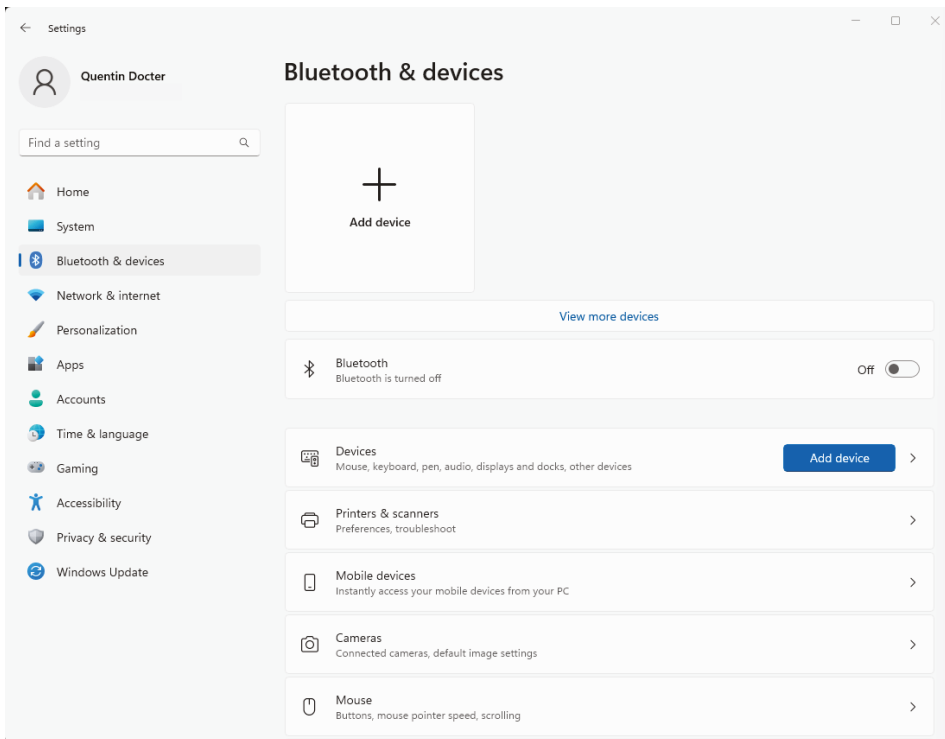 Settings
Quentin Docter
Find a setting
Home
System
Bluetooth & devices
Network & internet
Personalization
Apps
Accounts
Time & language
Gaming
Accessibility
Privacy & security
Windows Update
Bluetooth & devices
Add device
View more devices
Bluetooth
Bluetooth is turned off
Off
Devices
Mouse, keyboard, pen, audio, displays and docks, other devices
Add device
Printers & scanners
Preferences, troubleshoot
Mobile devices
Instantly access your mobile devices from your PC
Cameras
Connected cameras, default image settings
Mouse
Buttons, mouse pointer speed, scrolling